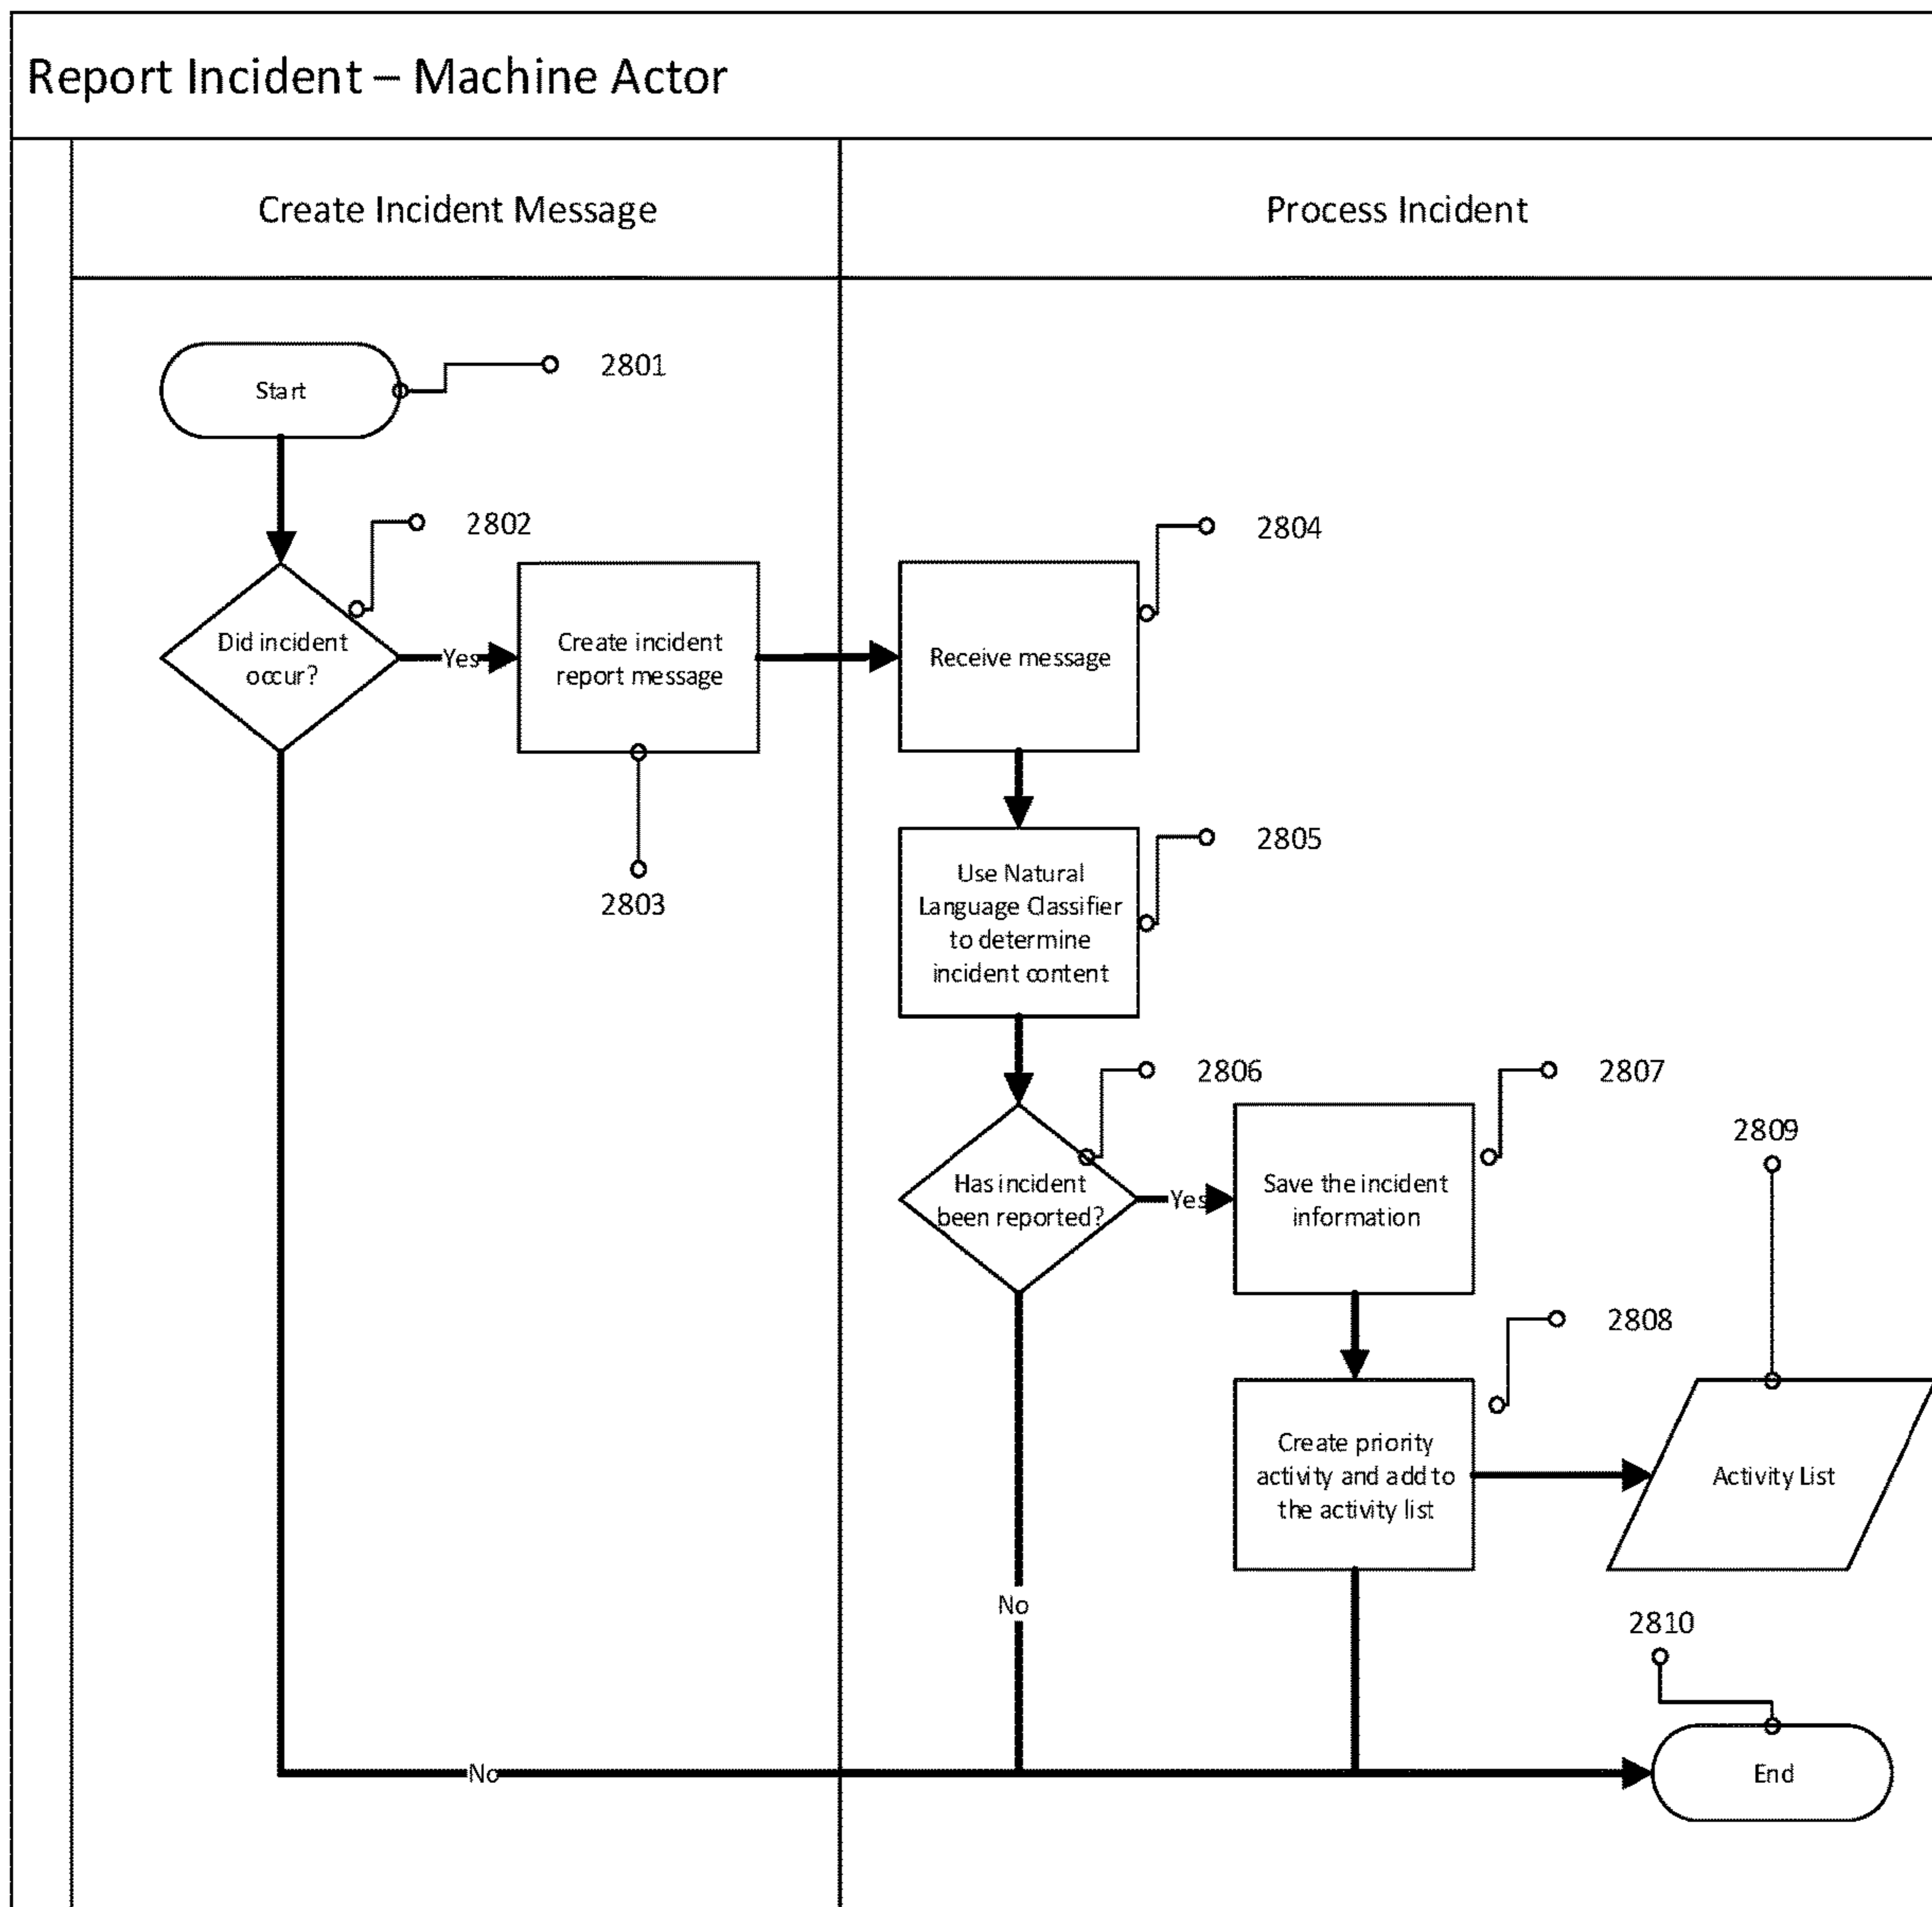 Report Incident – Machine Actor
Create Incident Message
Process Incident
Start
2801
2802
Did incident
occur?
Yes
Create incident
report message
2803
2804
Receive message
2805
Use Natural
Language Classifier
to determine
incident content
2806
Has incident
been reported?
Yes
2807
Save the incident
information
2808
Create priority
activity and add to
the activity list
2809
Activity List
No
2810
No
End